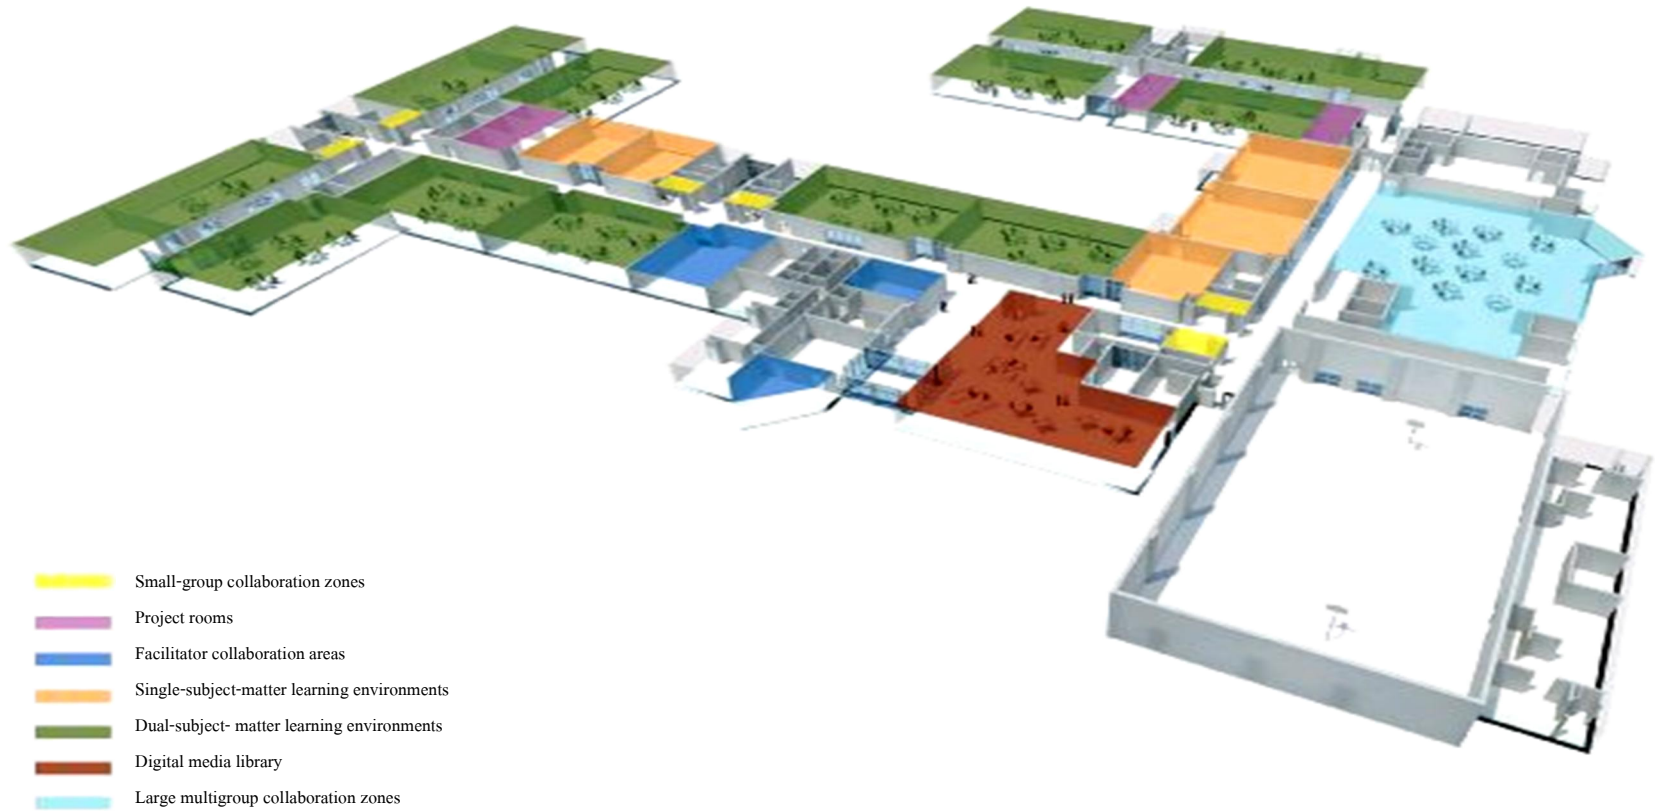 Small-group collaboration zones
Project rooms
Facilitator collaboration areas
Single-subject-matter learning environments
Dual-subject- matter learning environments
Digital media library
Large multigroup collaboration zones